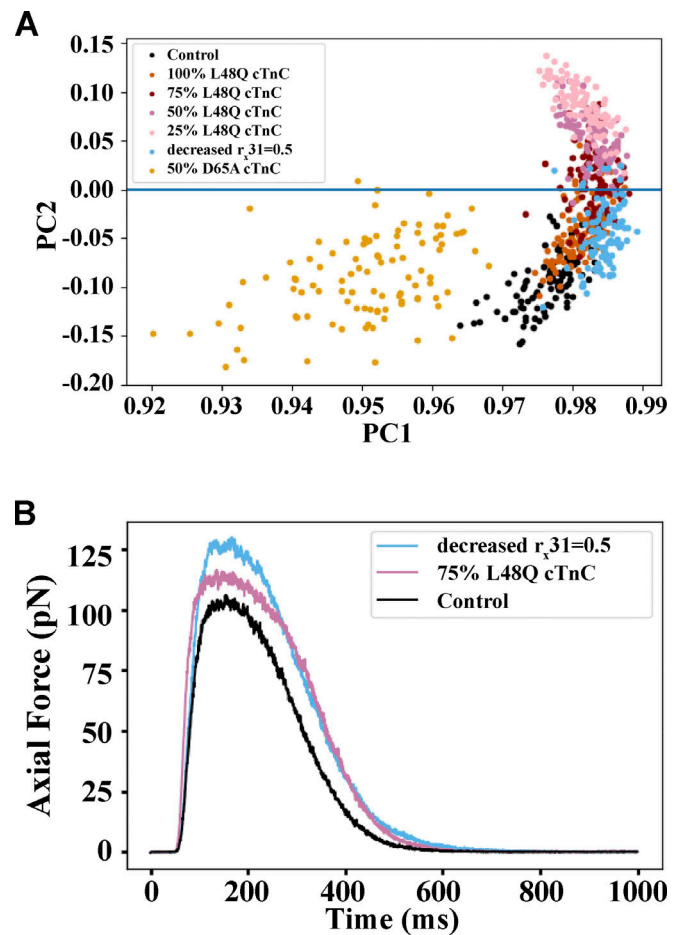 A
0.15
0.10
0.05
0.00
-0.05
-0.10
-0.15
-0.20
PC2
Control
100% L48Q cTnC
75% L48Q cTnC
50% L48Q cTnC
25% L48Q cTnC
decreased rₓ31=0.5
50% D65A cTnC
0.92 0.93 0.94 0.95 0.96 0.97 0.98 0.99
PC1
B
125
100
75
50
25
0
Axial Force (pN)
decreased rₓ31=0.5
75% L48Q cTnC
Control
0 200 400 600 800 1000
Time (ms)